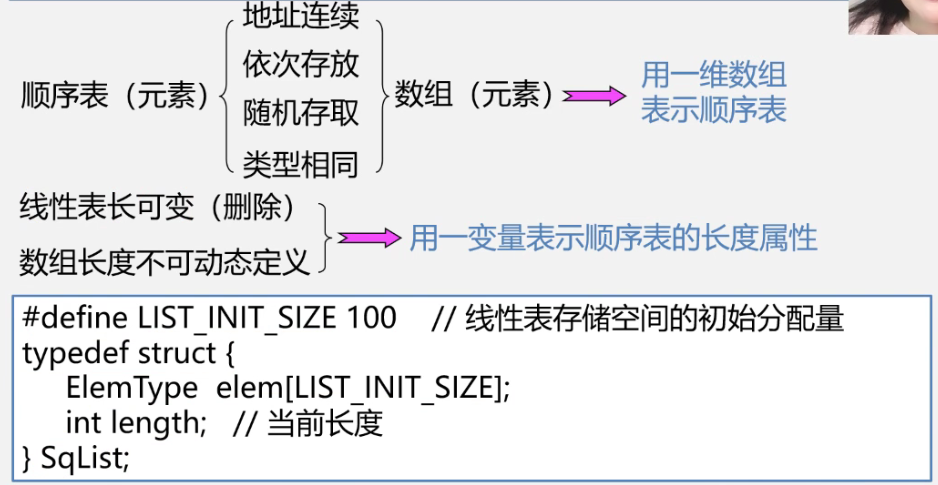 地址连续
依次存放
顺序表（元素）
随机存取
类型相同
数组（元素）
用一维数组
表示顺序表
线性表长可变（删除）
数组长度不可动态定义
用一变量表示顺序表的长度属性
#define LIST_INIT_SIZE 100 // 线性表存储空间的初始分配量
typedef struct {
ElemType elem[LIST_INIT_SIZE];
int length; // 当前长度
} SqList;